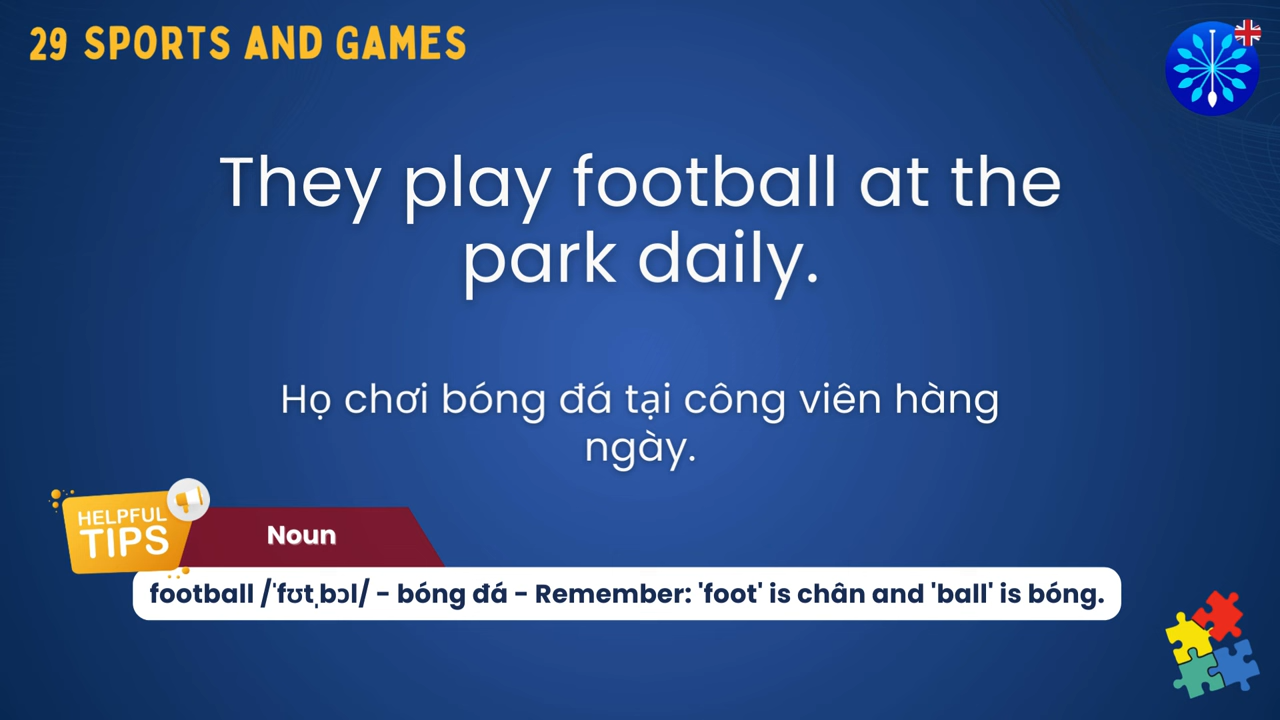 29 SPORTS AND GAMES
They play football at the
park daily.
Họ chơi bóng đá tại công viên hàng
ngày.
HELPFUL
TIPS
Noun
football /ˈfʊtˌbɔl/ - bóng đá - Remember: 'foot' is chân and 'ball' is bóng.